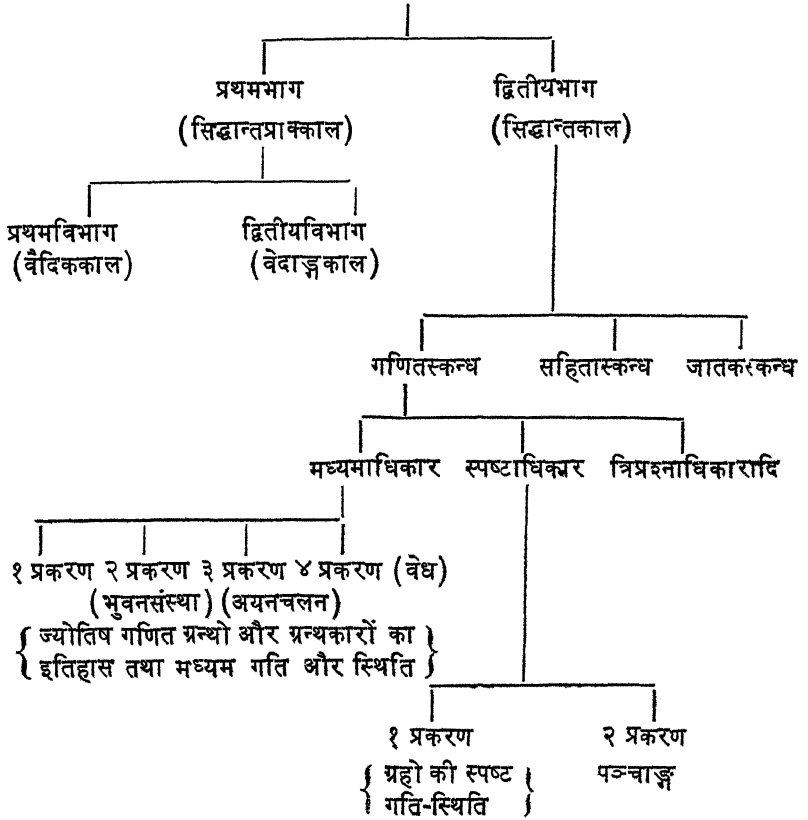 प्रथमभाग द्वितीयभाग
(सिद्धान्तप्राक्काल) (सिद्धान्तकाल)
प्रथमविभाग द्वितीयविभाग
(वैदिककाल) (वेदाङ्गकाल)
गणितस्कन्ध सहितास्कन्ध जातकस्कन्ध
मध्यमाधिकार स्पष्टाधिकार त्रिप्रश्नाधिकारादि
१ प्रकरण २ प्रकरण ३ प्रकरण ४ प्रकरण (वेध)
(भुवनसंस्था) (अयनचलन)
{ ज्योतिष गणित ग्रन्थो और ग्रन्थकारों का }
{ इतिहास तथा मध्यम गति और स्थिति }
१ प्रकरण २ प्रकरण
{ ग्रहो की स्पष्ट } पञ्चाङ्ग
{ गति-स्थिति }